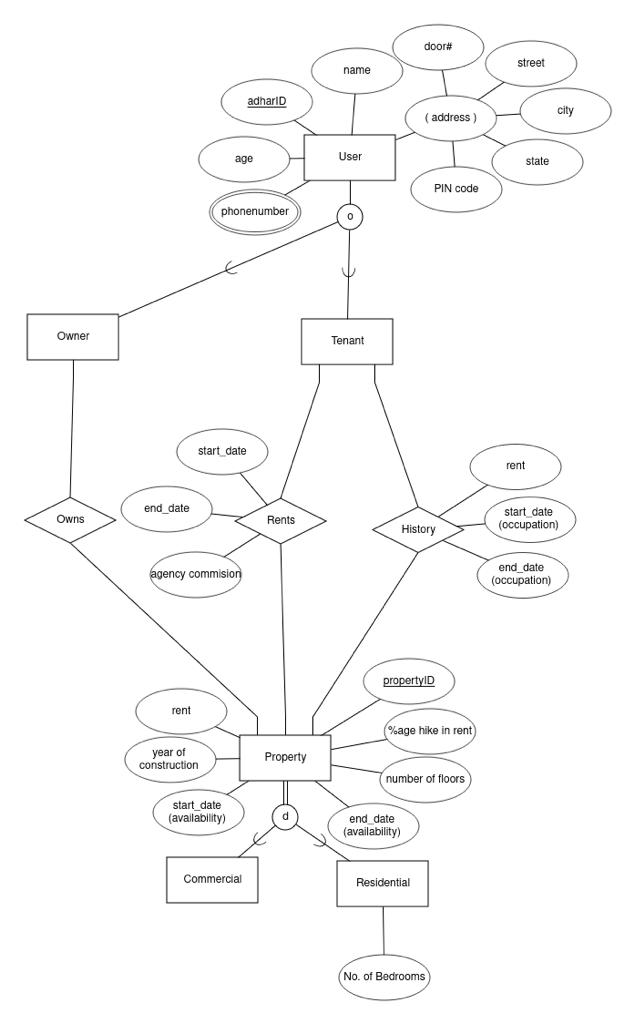 door#
street
name
adharID
( address )
city
User
age
state
PIN code
phonenumber
o
Owner
Tenant
start_date
rent
end_date
Owns
Rents
History
start_date
(occupation)
agency commision
end_date
(occupation)
propertyID
rent
%age hike in rent
year of
construction
Property
number of floors
start_date
(availability)
d
end_date
(availability)
Commercial
Residential
No. of Bedrooms